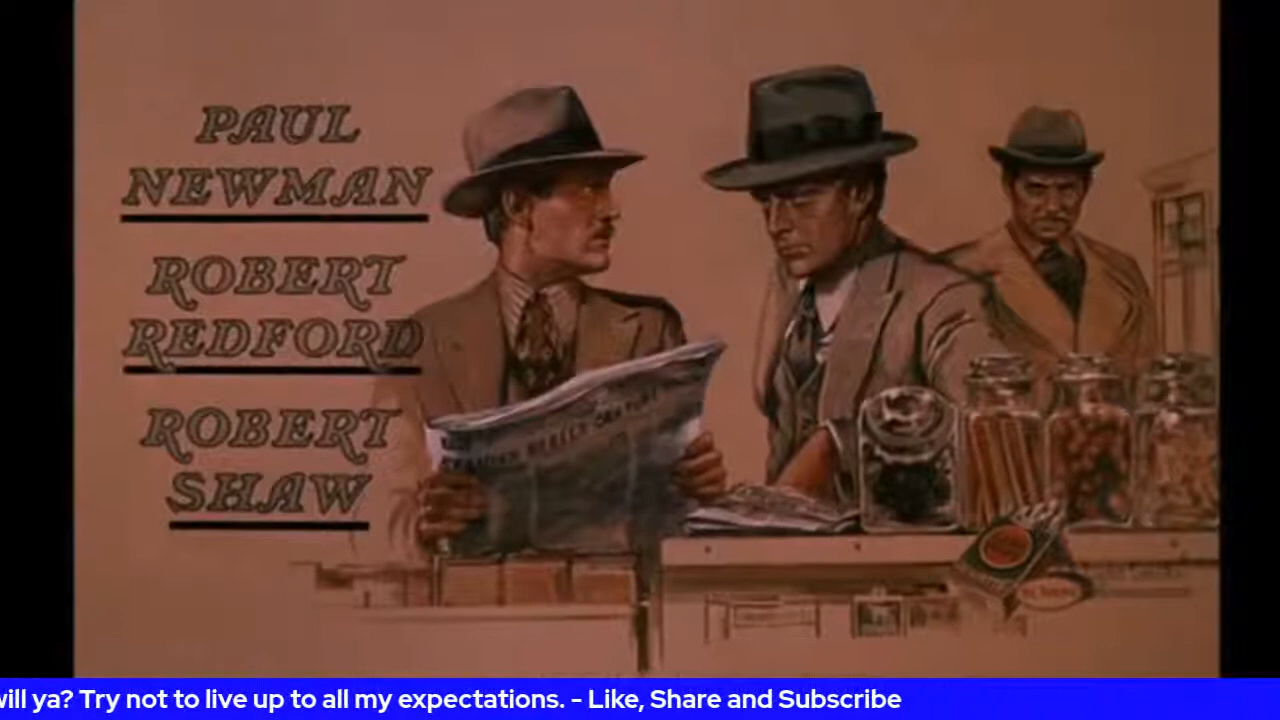 PAUL
NEWMAN
ROBERT
REDFORD
ROBERT
SHAW
will ya? Try not to live up to all my expectations. - Like, Share and Subscribe